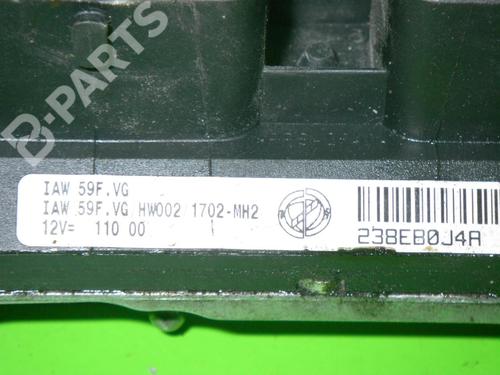 B-PARTS
IAW 59F.VG
IAW 59F.VG HW002 1702-MH2
12V= 110 00
238EB0J4A